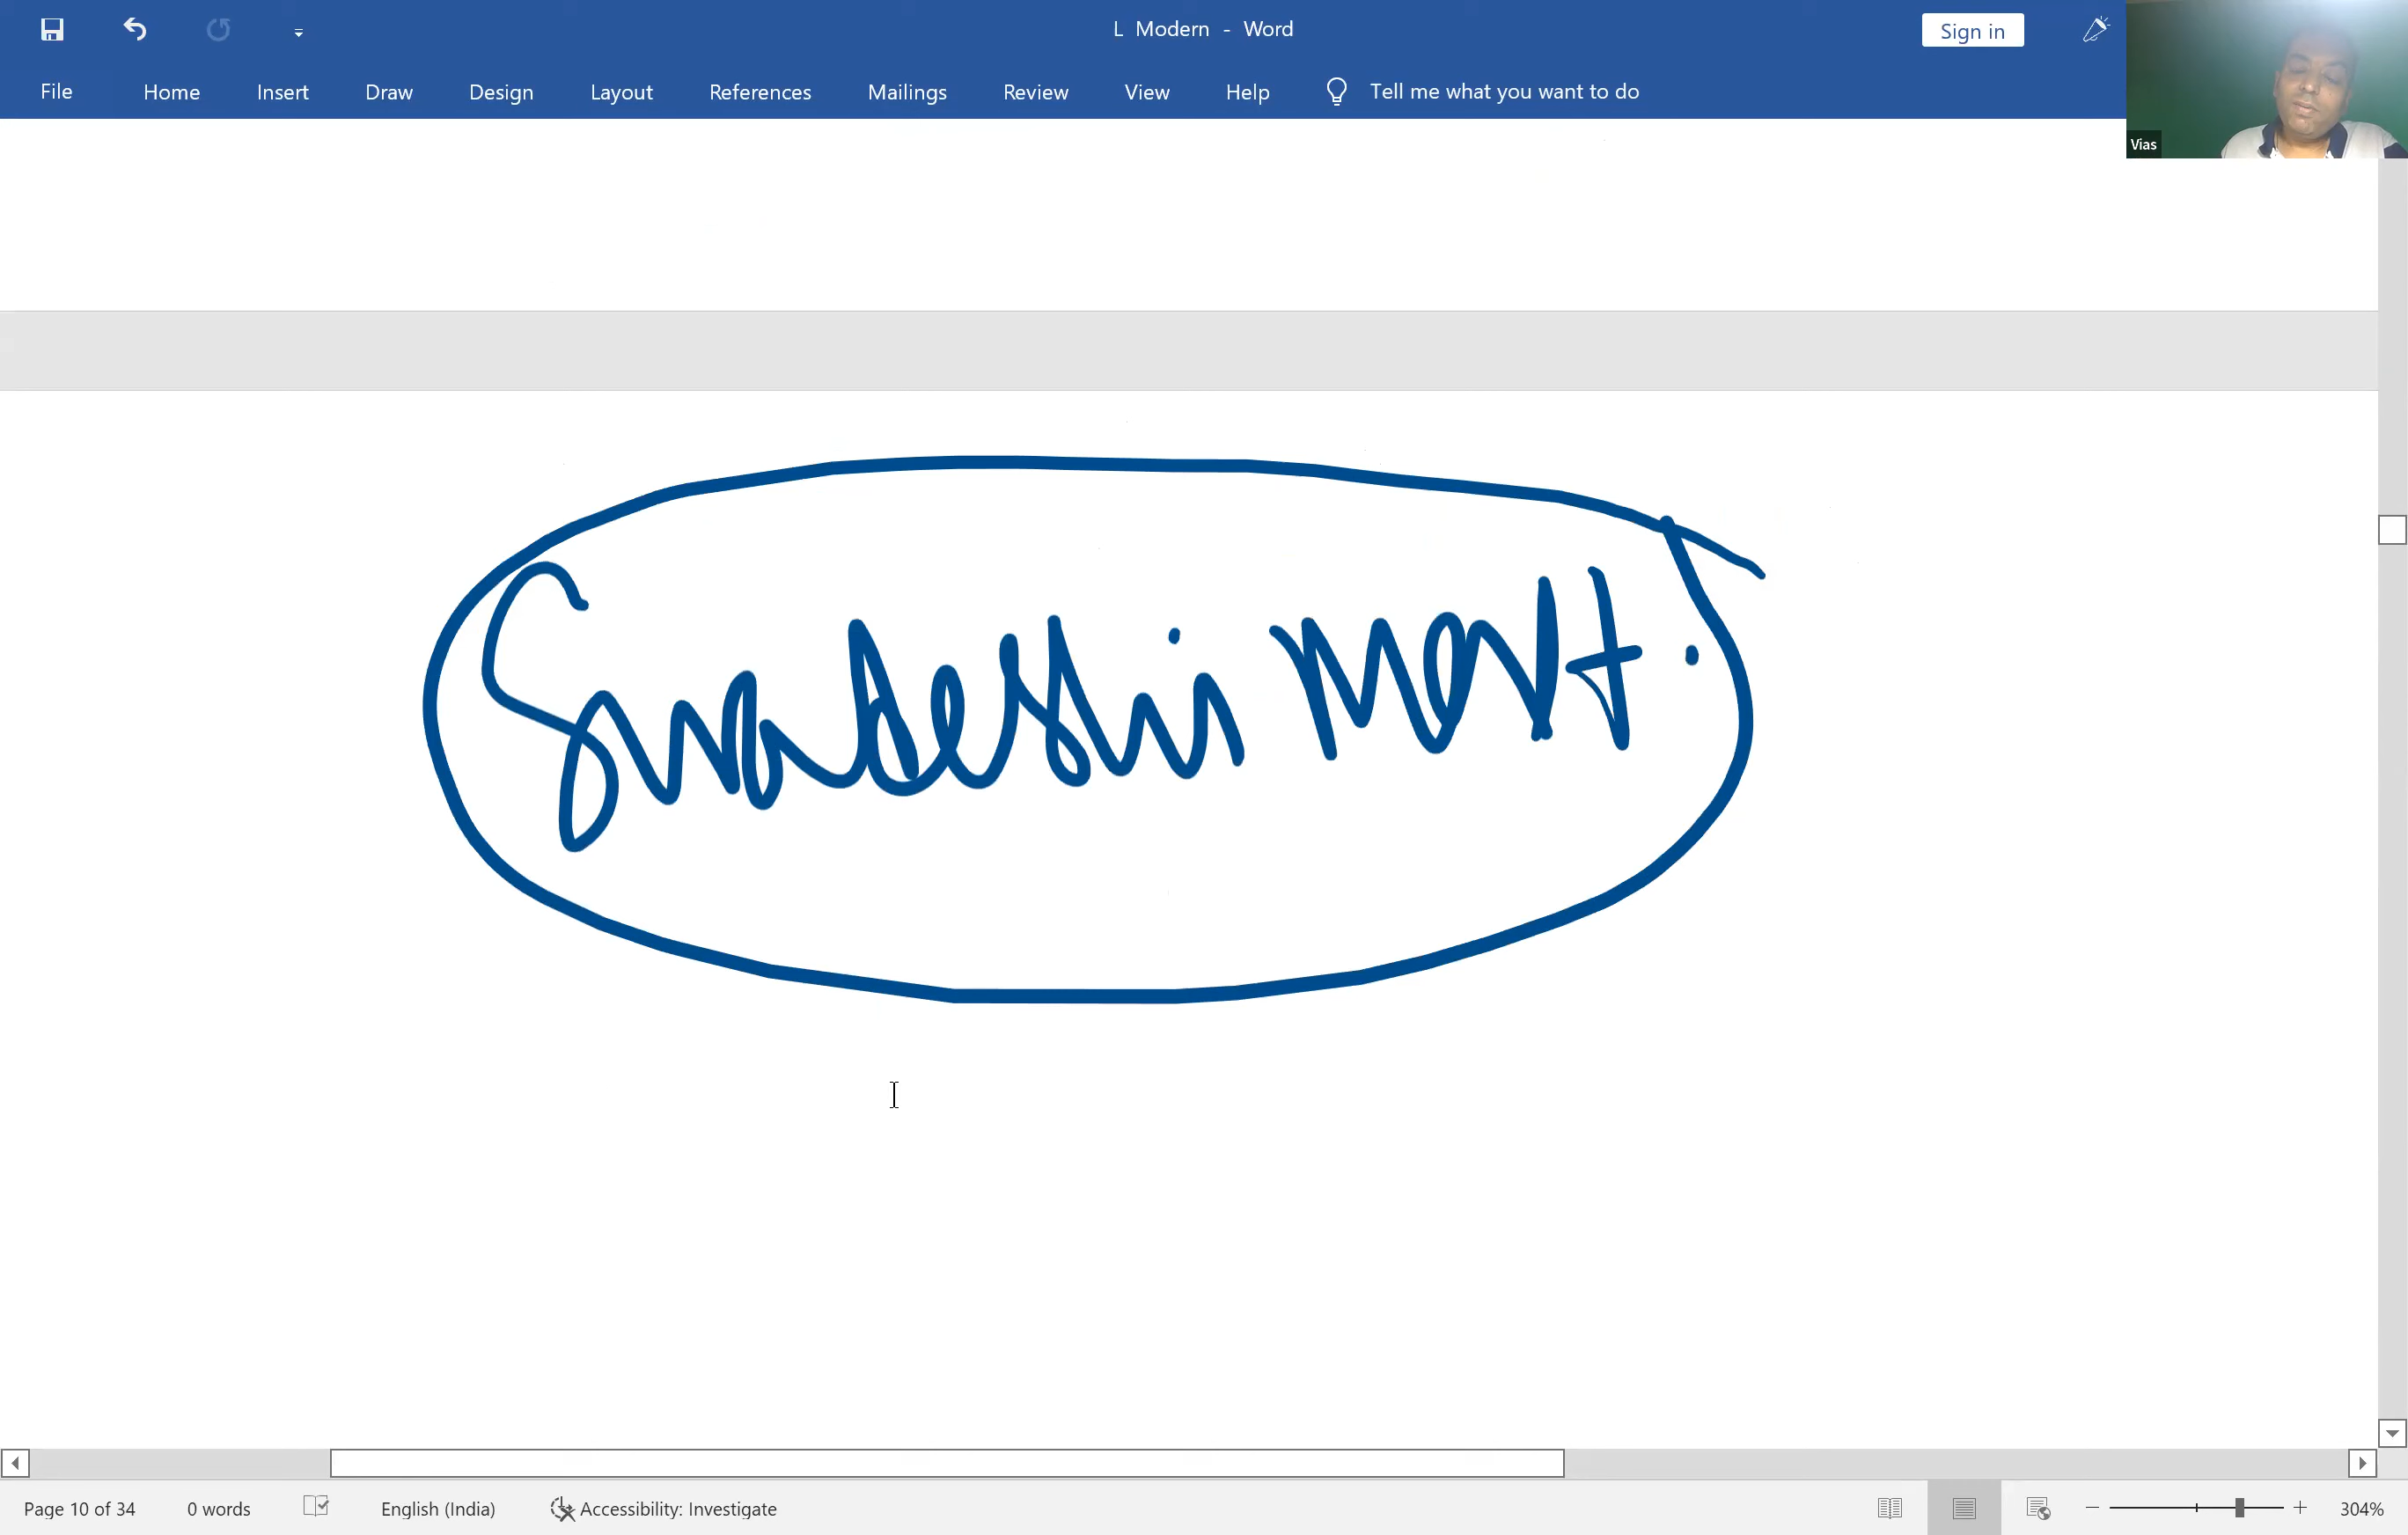 L Modern - Word
Sign in
File Home Insert Draw Design Layout References Mailings Review View Help Tell me what you want to do
Vias
Swadeshi Movt.
Page 10 of 34 0 words English (India) Accessibility: Investigate 304%